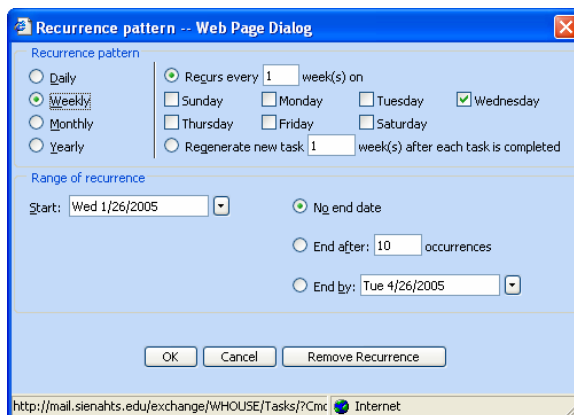 Recurrence pattern -- Web Page Dialog
Recurrence pattern
Daily
Recurs every 1 week(s) on
Weekly
Sunday Monday Tuesday Wednesday
Monthly
Thursday Friday Saturday
Yearly
Regenerate new task 1 week(s) after each task is completed
Range of recurrence
Start: Wed 1/26/2005
No end date
End after: 10 occurrences
End by: Tue 4/26/2005
OK Cancel Remove Recurrence
http://mail.sienahts.edu/exchange/WHOUSE/Tasks/?Cmd Internet